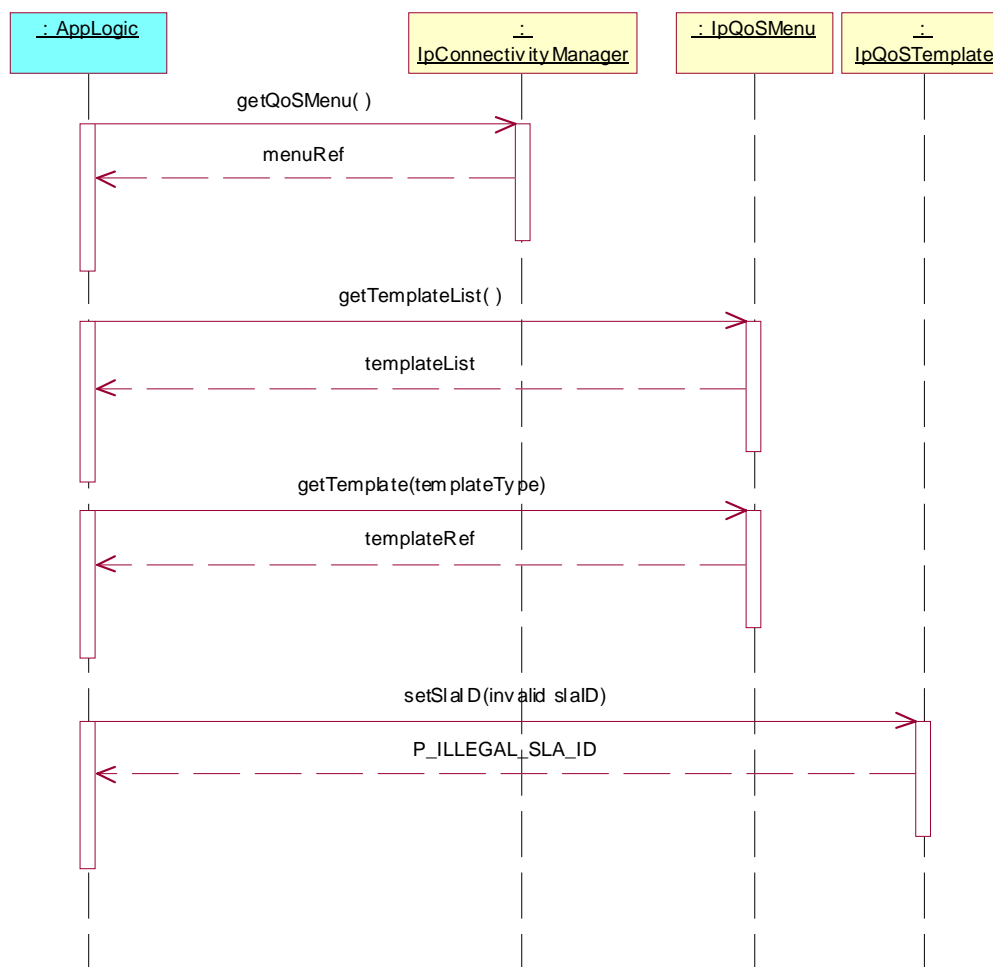 : AppLogic
:
IpConnectivityManager
: IpQoSMenu
:
IpQoSTemplate
getQoSMenu( )
menuRef
getTemplateList( )
templateList
getTemplate(templateType)
templateRef
setSlaID(invalid slaID)
P_ILLEGAL_SLA_ID